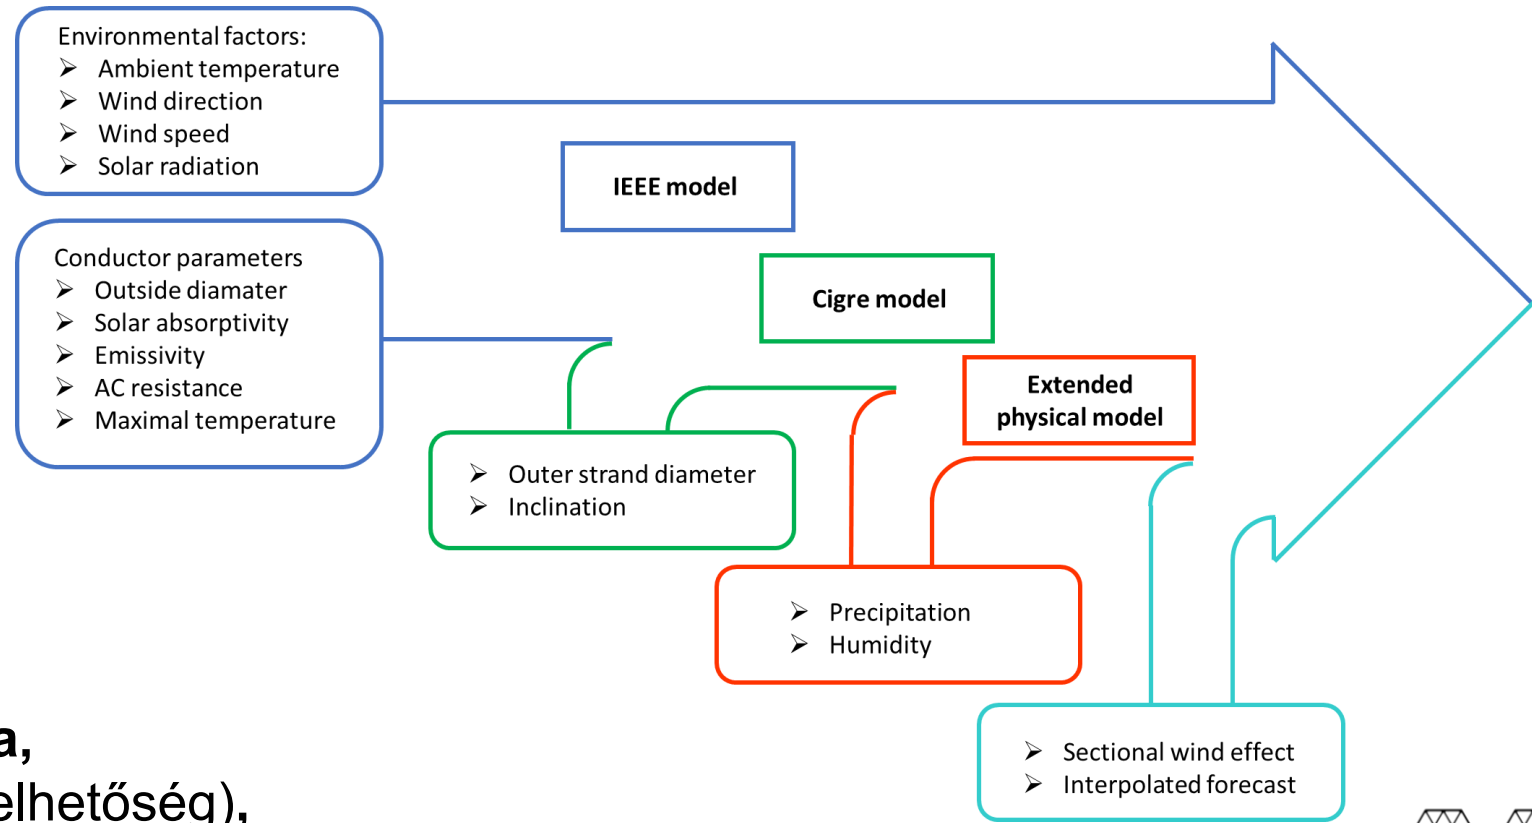 Environmental factors:
➢ Ambient temperature
➢ Wind direction
➢ Wind speed
➢ Solar radiation
IEEE model
Conductor parameters
➢ Outside diamater
➢ Solar absorptivity
➢ Emissivity
➢ AC resistance
➢ Maximal temperature
Cigre model
Extended
physical model
➢ Outer strand diameter
➢ Inclination
➢ Precipitation
➢ Humidity
➢ Sectional wind effect
➢ Interpolated forecast
a,
elhetőség),